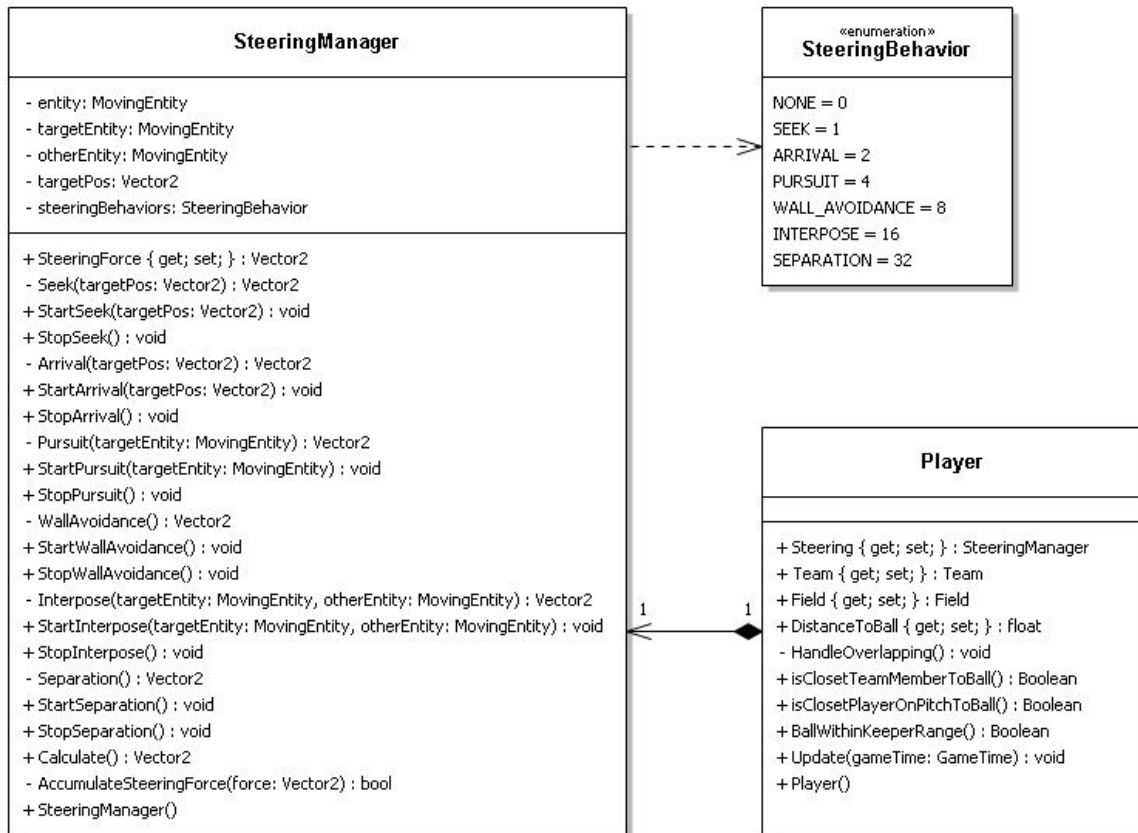 SteeringManager
- entity: MovingEntity
- targetEntity: MovingEntity
- otherEntity: MovingEntity
- targetPos: Vector2
- steeringBehaviors: SteeringBehavior
+ SteeringForce { get; set; } : Vector2
- Seek(targetPos: Vector2) : Vector2
+ StartSeek(targetPos: Vector2) : void
+ StopSeek() : void
- Arrival(targetPos: Vector2) : Vector2
+ StartArrival(targetPos: Vector2) : void
+ StopArrival() : void
- Pursuit(targetEntity: MovingEntity) : Vector2
+ StartPursuit(targetEntity: MovingEntity) : void
+ StopPursuit() : void
- WallAvoidance() : Vector2
+ StartWallAvoidance() : void
+ StopWallAvoidance() : void
- Interpose(targetEntity: MovingEntity, otherEntity: MovingEntity) : Vector2
+ StartInterpose(targetEntity: MovingEntity, otherEntity: MovingEntity) : void
+ StopInterpose() : void
- Separation() : Vector2
+ StartSeparation() : void
+ StopSeparation() : void
+ Calculate() : Vector2
- AccumulateSteeringForce(force: Vector2) : bool
+ SteeringManager()
«enumeration»
SteeringBehavior
NONE = 0
SEEK = 1
ARRIVAL = 2
PURSUIT = 4
WALL_AVOIDANCE = 8
INTERPOSE = 16
SEPARATION = 32
1 1
Player
+ Steering { get; set; } : SteeringManager
+ Team { get; set; } : Team
+ Field { get; set; } : Field
+ DistanceToBall { get; set; } : float
- HandleOverlapping() : void
+ isClosetTeamMemberToBall() : Boolean
+ isClosetPlayerOnPitchToBall() : Boolean
+ BallWithinKeeperRange() : Boolean
+ Update(gameTime: GameTime) : void
+ Player()